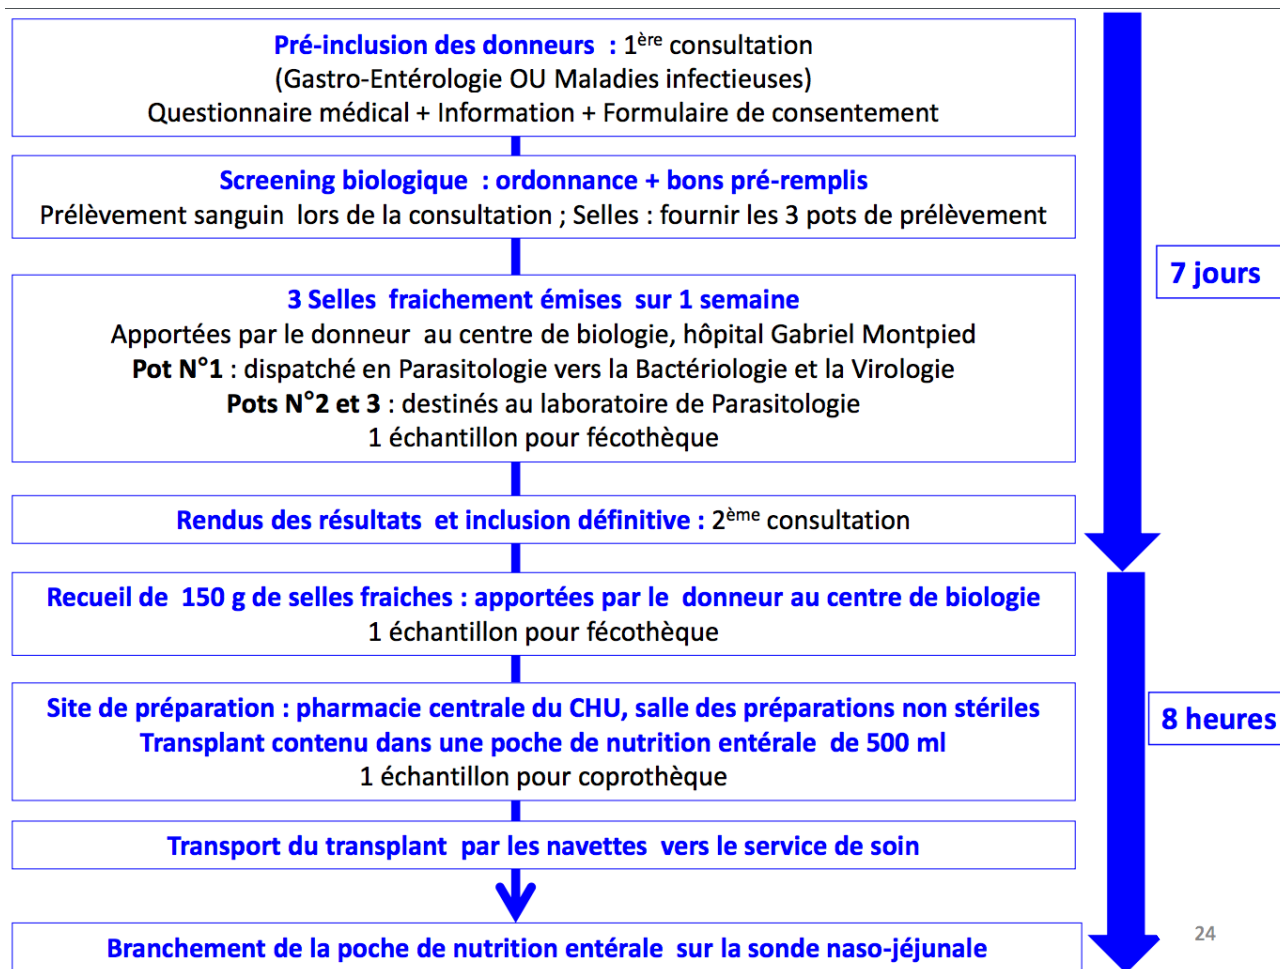 Pré-inclusion des donneurs : 1ère consultation
(Gastro-Entérologie OU Maladies infectieuses)
Questionnaire médical + Information + Formulaire de consentement
Screening biologique : ordonnance + bons pré-remplis
Prélèvement sanguin lors de la consultation ; Selles : fournir les 3 pots de prélèvement
7 jours
3 Selles fraichement émises sur 1 semaine
Apportées par le donneur au centre de biologie, hôpital Gabriel Montpied
Pot N°1 : dispatché en Parasitologie vers la Bactériologie et la Virologie
Pots N°2 et 3 : destinés au laboratoire de Parasitologie
1 échantillon pour fécothèque
Rendus des résultats et inclusion définitive : 2ème consultation
Recueil de 150 g de selles fraiches : apportées par le donneur au centre de biologie
1 échantillon pour fécothèque
Site de préparation : pharmacie centrale du CHU, salle des préparations non stériles
Transplant contenu dans une poche de nutrition entérale de 500 ml
1 échantillon pour coprothèque
8 heures
Transport du transplant par les navettes vers le service de soin
Branchement de la poche de nutrition entérale sur la sonde naso-jéjunale
24